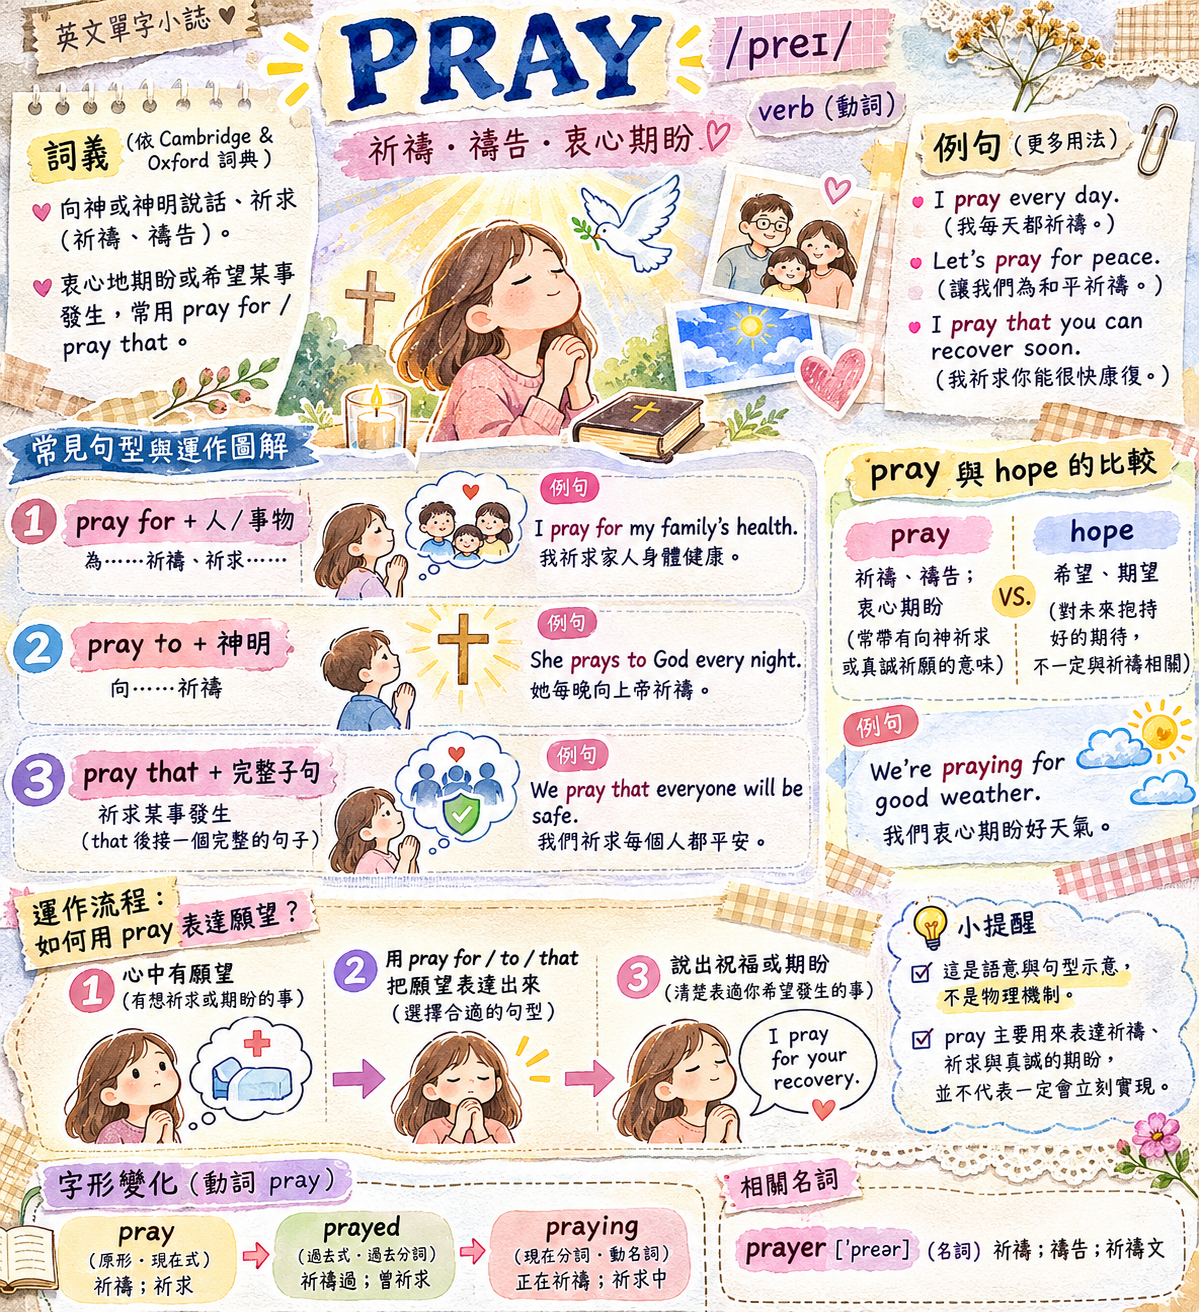 英文單字小誌
PRAY
/preɪ/
verb (動詞)
祈禱・禱告・衷心期盼
詞義
(依 Cambridge &
Oxford 詞典)
向神或神明說話、祈求
(祈禱、禱告)。
衷心地期盼或希望某事
發生,常用 pray for /
pray that。
例句 (更多用法)
I pray every day.
(我每天都祈禱。)
Let's pray for peace.
(讓我們為和平祈禱。)
I pray that you can
recover soon.
(我祈求你能很快康復。)
常見句型與運作圖解
1 pray for + 人/事物
為……祈禱、祈求……
例句
I pray for my family's health.
我祈求家人身體健康。
2 pray to + 神明
向……祈禱
例句
She prays to God every night.
她每晚向上帝祈禱。
3 pray that + 完整子句
祈求某事發生
(that 後接一個完整的句子)
例句
We pray that everyone will be
safe.
我們祈求每個人都平安。
pray 與 hope 的比較
pray
祈禱、禱告;
衷心期盼
(常帶有向神祈求
或真誠祈願的意味)
VS.
hope
希望、期望
(對未來抱持
好的期待,
不一定與祈禱相關)
例句
We're praying for
good weather.
我們衷心期盼好天氣。
運作流程:
如何用 pray 表達願望?
1 心中有願望
(有想祈求或期盼的事)
2 用 pray for / to / that
把願望表達出來
(選擇合適的句型)
3 說出祝福或期盼
(清楚表適你希望發生的事)
I pray
for your
recovery.
小提醒
這是語意與句型示意,
不是物理機制。
pray 主要用來表達祈禱、
祈求與真誠的期盼,
並不代表一定會立刻實現。
字形變化 (動詞 pray)
pray
(原形・現在式)
祈禱;祈求
prayed
(過去式・過去分詞)
祈禱過;曾祈求
praying
(現在分詞・動名詞)
正在祈禱;祈求中
相關名詞
prayer ['preər] (名詞) 祈禱;禱告;祈禱文